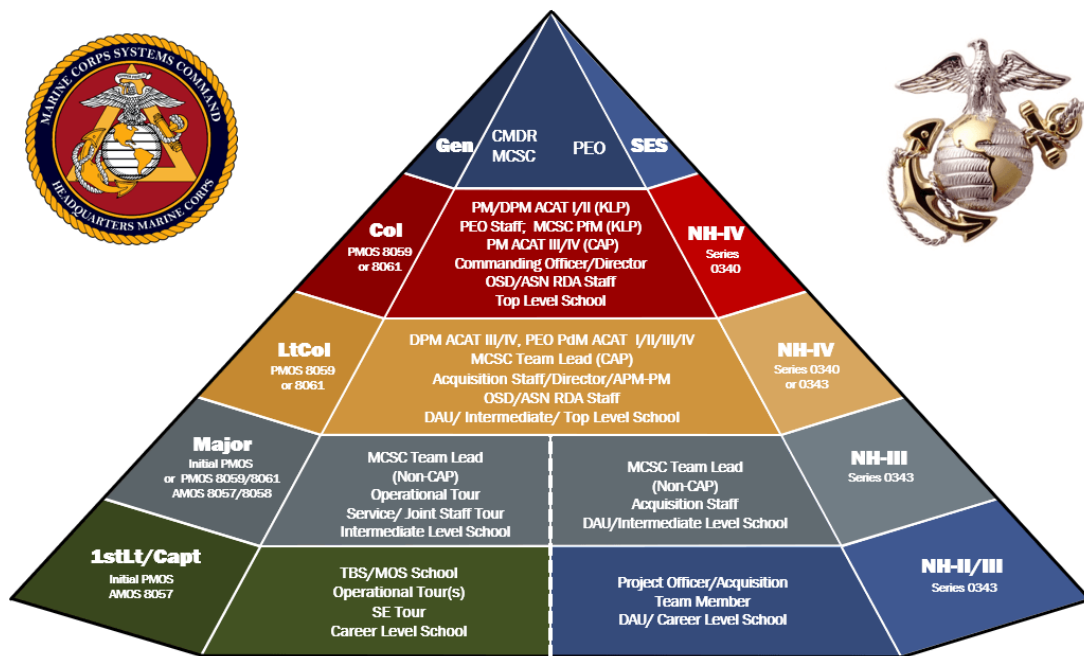 MARINE CORPS SYSTEMS COMMAND
HEADQUARTERS MARINE CORPS
Gen
CMDR
MCSC
PEO
SES
Col
PMOS 8059
or 8061
PM/DPM ACAT I/II (KLP)
PEO Staff;  MCSC PfM (KLP)
PM ACAT III/IV (CAP)
Commanding Officer/Director
OSD/ASN RDA Staff
Top Level School
NH-IV
Series
0340
LtCol
PMOS 8059
or 8061
DPM ACAT III/IV, PEO PdM ACAT  I/II/III/IV
MCSC Team Lead (CAP)
Acquisition Staff/Director/APM-PM
OSD/ASN RDA Staff
DAU/ Intermediate/ Top Level School
NH-IV
Series 0340
or 0343
Major
Initial PMOS
or  PMOS 8059/8061
AMOS 8057/8058
MCSC Team Lead
(Non-CAP)
Operational Tour
Service/ Joint Staff Tour
Intermediate Level School
MCSC Team Lead
(Non-CAP)
Acquisition Staff
DAU/Intermediate Level School
NH-III
Series 0343
1stLt/Capt
Initial PMOS
AMOS 8057
TBS/MOS School
Operational Tour(s)
SE Tour
Career Level School
Project Officer/Acquisition
Team Member
DAU/ Career Level School
NH-II/III
Series 0343